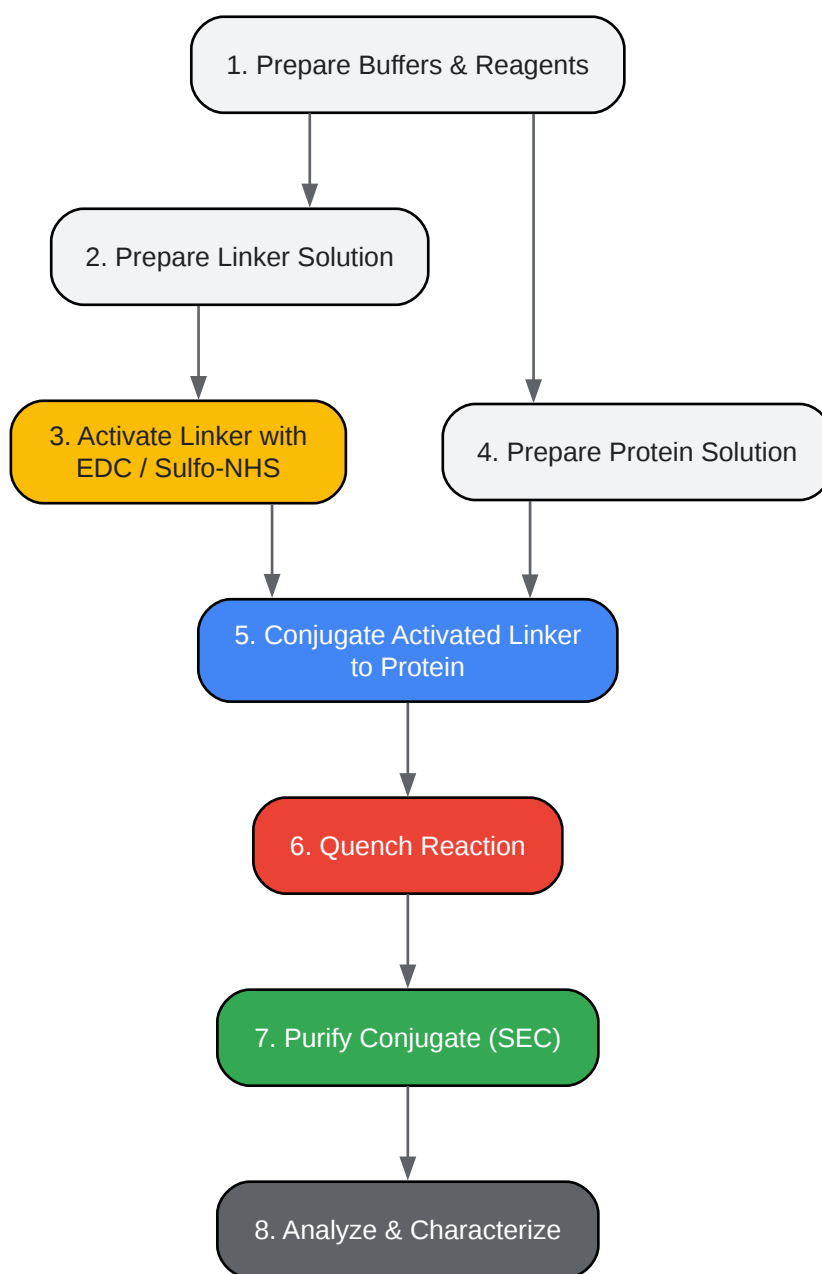 1. Prepare Buffers & Reagents
2. Prepare Linker Solution
3. Activate Linker with
EDC / Sulfo-NHS
4. Prepare Protein Solution
5. Conjugate Activated Linker
to Protein
6. Quench Reaction
7. Purify Conjugate (SEC)
8. Analyze & Characterize